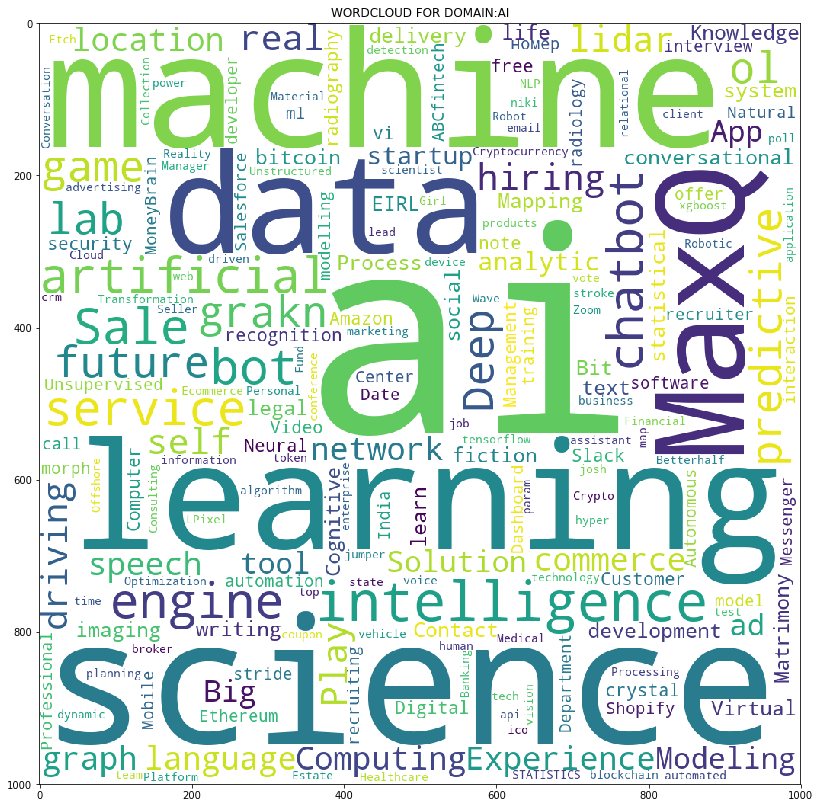 WORDCLOUD FOR DOMAIN:AI
0
200
400
600
800
1000
0
200
400
600
800
1000
Etch
location
real
delivery
life
Номер
lidar
Knowledge
interview
detection
machine
Conversation
Collection
power
developer
Material
ml
radiography
vi
ABCfintech
free
NLP
niki
Robot
email
radiology
relational
client
ol
system
Natural
App
poll
game
advertising
MoneyBrain
Reality
Manager
bitcoin
Unstructured
startup
scientist
Cryptocurrency
hiring
conversational
lab
security
Cloud
data
driven
Salesforce
modelling
EIRL
Girl
lead
Mapping
products
note
analytic
chatbot
offer
xgboost
Robotic
MaxQ
statistical
predictive
application
artificial
web
crm
Transformation
Seller
Process
device
social
Wave
vote
stroke
Zoom
recruiter
Sale
grakn
recognition
Amazon
marketing
ai
Deep
Management
training
Bit
text
software
business
interaction
future
bot
Fund
conference
Center
Date
Unsupervised
Ecommerce
Personal
service
legal
Video
job
Financial
map
call
self
Neural
network
fiction
tensorflow
assistant
Slack
Betterhalf
morph
Offshore
Computer
Consulting
information
token
learning
algorithm
LPixel
Cognitive
enterprise
India
learn
Dashboard
param
josh
Crypto
hyper
Autonomous
Messenger
driving
speech
tool
jumper
Solution
commerce
Optimization
automation
state
voice
technology
Customer
time
engine
top
intelligence
model
test
Matrimony
imaging
writing
coupon
Play
vehicle
Contact
human
Medical
development
ad
broker
science
Professional
planning
dynamic
Mobile
stride
Big
Ethereum
recruiting
Digital
Banking
tech
api
ico
vision
Department
Processing
crystal
Shopify
Virtual
graph
language
Computing
Experience
Modeling
team
Platform
Estate
Healthcare
STATISTICS
blockchain
automated